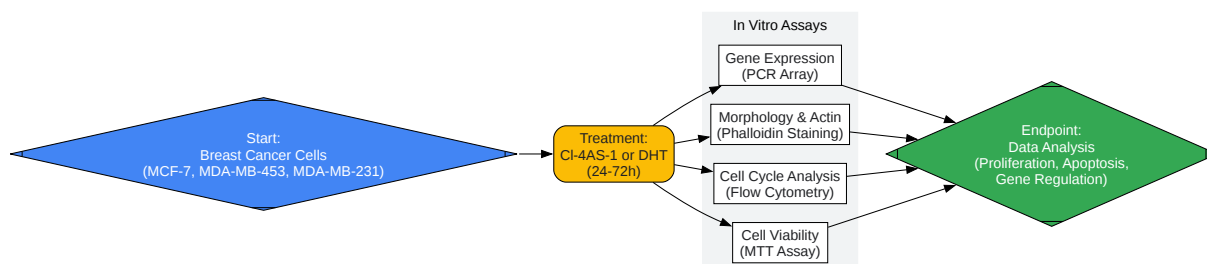 Start:
Breast Cancer Cells
(MCF-7, MDA-MB-453, MDA-MB-231)
Treatment:
Cl-4AS-1 or DHT
(24-72h)
In Vitro Assays
Gene Expression
(PCR Array)
Morphology & Actin
(Phalloidin Staining)
Cell Cycle Analysis
(Flow Cytometry)
Cell Viability
(MTT Assay)
Endpoint:
Data Analysis
(Proliferation, Apoptosis,
Gene Regulation)